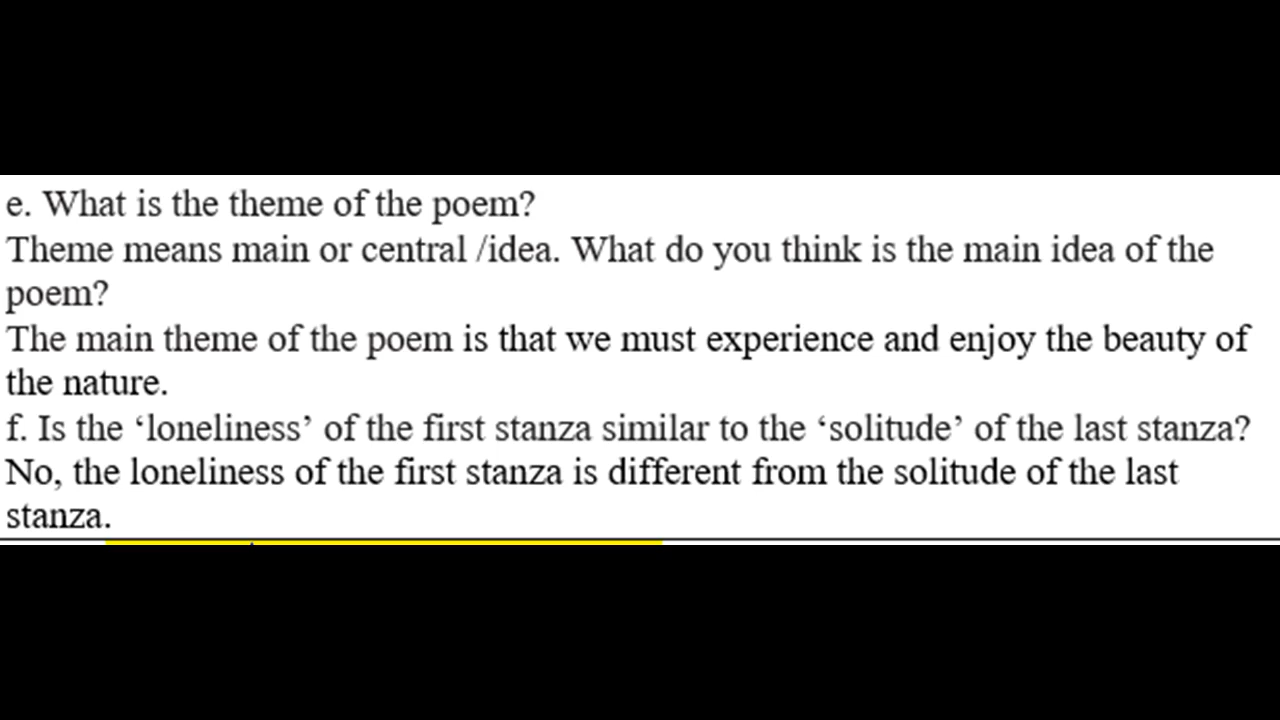 e. What is the theme of the poem?
Theme means main or central /idea. What do you think is the main idea of the
poem?
The main theme of the poem is that we must experience and enjoy the beauty of
the nature.
f. Is the ‘loneliness’ of the first stanza similar to the ‘solitude’ of the last stanza?
No, the loneliness of the first stanza is different from the solitude of the last
stanza.